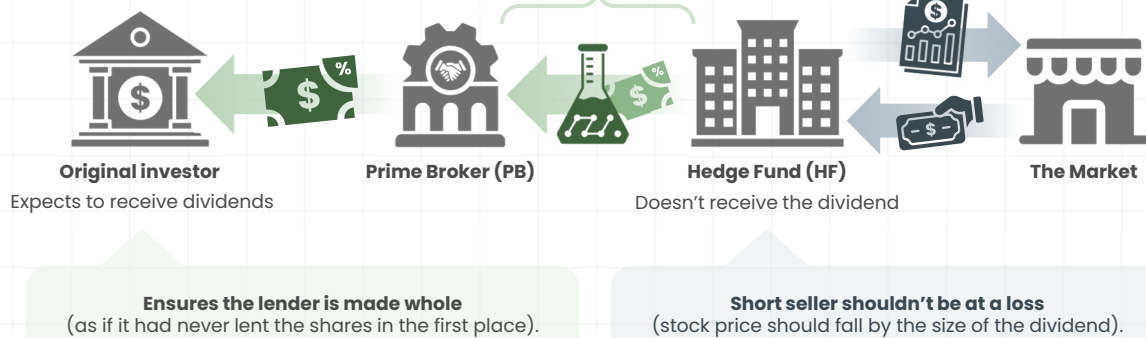 $
%
$
%
$
$
$
Original investor
Prime Broker (PB)
Hedge Fund (HF)
The Market
Expects to receive dividends
Doesn’t receive the dividend
Ensures the lender is made whole
(as if it had never lent the shares in the first place).
Short seller shouldn’t be at a loss
(stock price should fall by the size of the dividend).